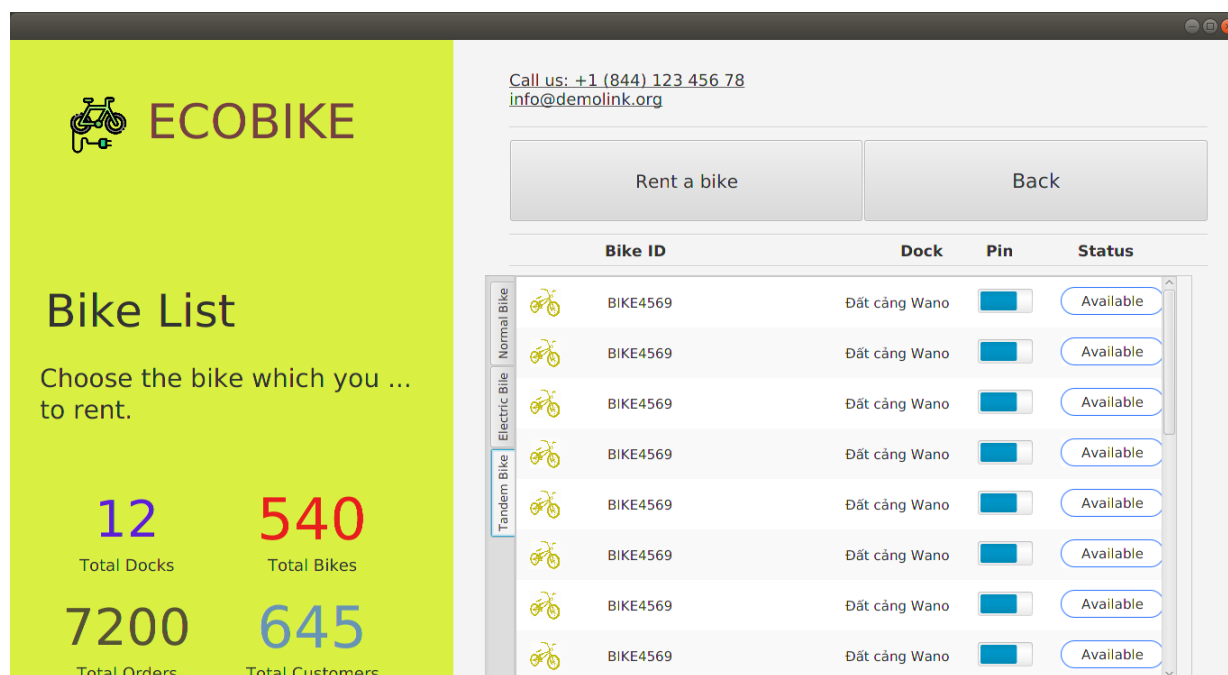 ECOBIKE
Bike List
Choose the bike which you ...
to rent.
12 540
Total Docks Total Bikes
7200 645
Total Orders Total Customers
Call us: +1 (844) 123 456 78
info@demolink.org
Rent a bike Back
Bike ID Dock Pin Status
Normal Bike
Electric Bile
Tandem Bike
BIKE4569 Đất cảng Wano Available
BIKE4569 Đất cảng Wano Available
BIKE4569 Đất cảng Wano Available
BIKE4569 Đất cảng Wano Available
BIKE4569 Đất cảng Wano Available
BIKE4569 Đất cảng Wano Available
BIKE4569 Đất cảng Wano Available
BIKE4569 Đất cảng Wano Available